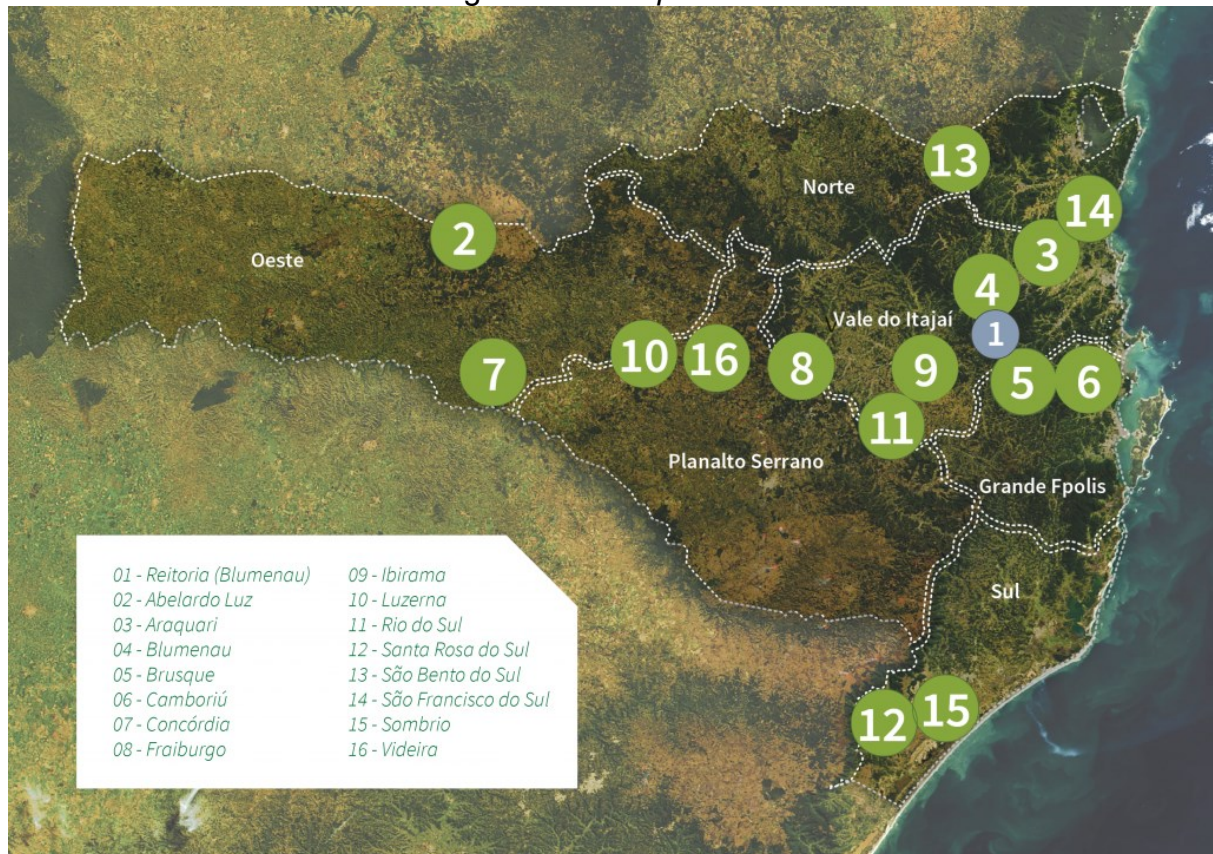 13
Norte
14
2
Oeste
3
4
Vale do Itajaí
1
10
16
8
9
7
5
6
11
Planalto Serrano
Grande Fpolis
Sul
01 - Reitoria (Blumenau)
02 - Abelardo Luz
03 - Araquari
04 - Blumenau
05 - Brusque
06 - Camboriú
07 - Concórdia
08 - Fraiburgo
09 - Ibirama
10 - Luzerna
11 - Rio do Sul
12 - Santa Rosa do Sul
13 - São Bento do Sul
14 - São Francisco do Sul
15 - Sombrio
16 - Videira
12
15